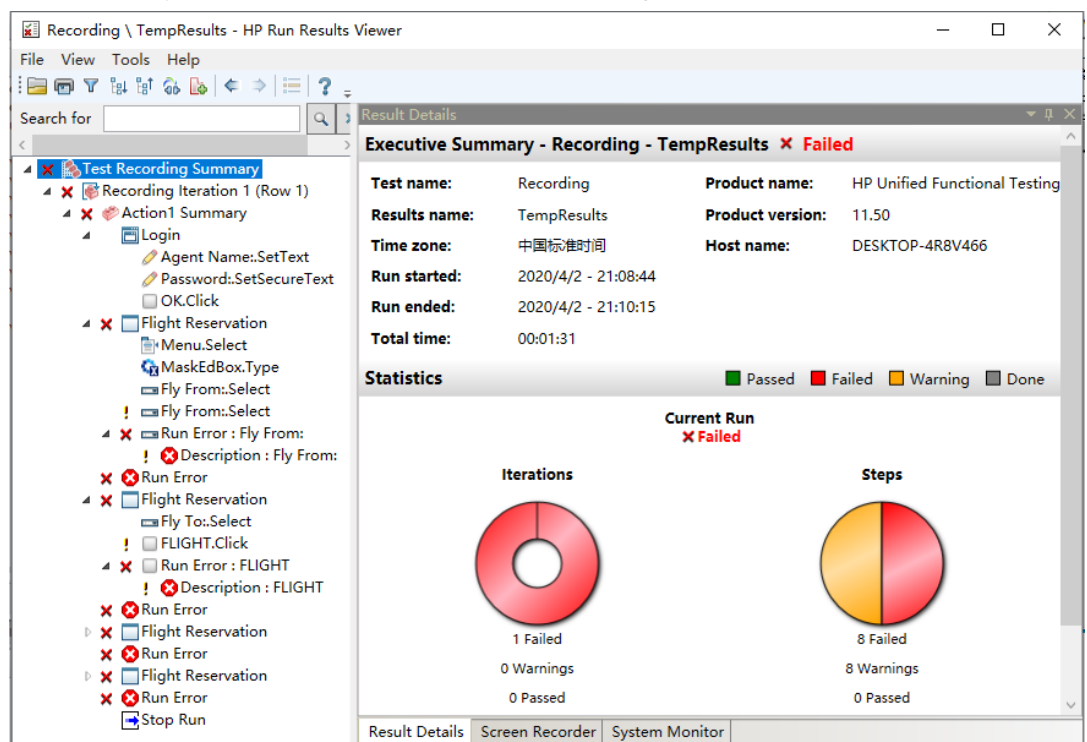 Recording \ TempResults - HP Run Results Viewer
File View Tools Help
Search for
Test Recording Summary
Recording Iteration 1 (Row 1)
Action1 Summary
Login
Agent Name:.SetText
Password:.SetSecureText
OK.Click
Flight Reservation
Menu.Select
MaskEdBox.Type
Fly From:.Select
! Fly From:.Select
Run Error : Fly From:
! Description : Fly From:
Run Error
Flight Reservation
Fly To:.Select
! FLIGHT.Click
Run Error : FLIGHT
! Description : FLIGHT
Run Error
Flight Reservation
Run Error
Flight Reservation
Run Error
Stop Run
Result Details
Executive Summary - Recording - TempResults Failed
Test name: Recording Product name: HP Unified Functional Testing
Results name: TempResults Product version: 11.50
Time zone: 中国标准时间 Host name: DESKTOP-4R8V466
Run started: 2020/4/2 - 21:08:44
Run ended: 2020/4/2 - 21:10:15
Total time: 00:01:31
Statistics Passed Failed Warning Done
Current Run
Failed
Iterations Steps
1 Failed 8 Failed
0 Warnings 8 Warnings
0 Passed 0 Passed
Result Details Screen Recorder System Monitor